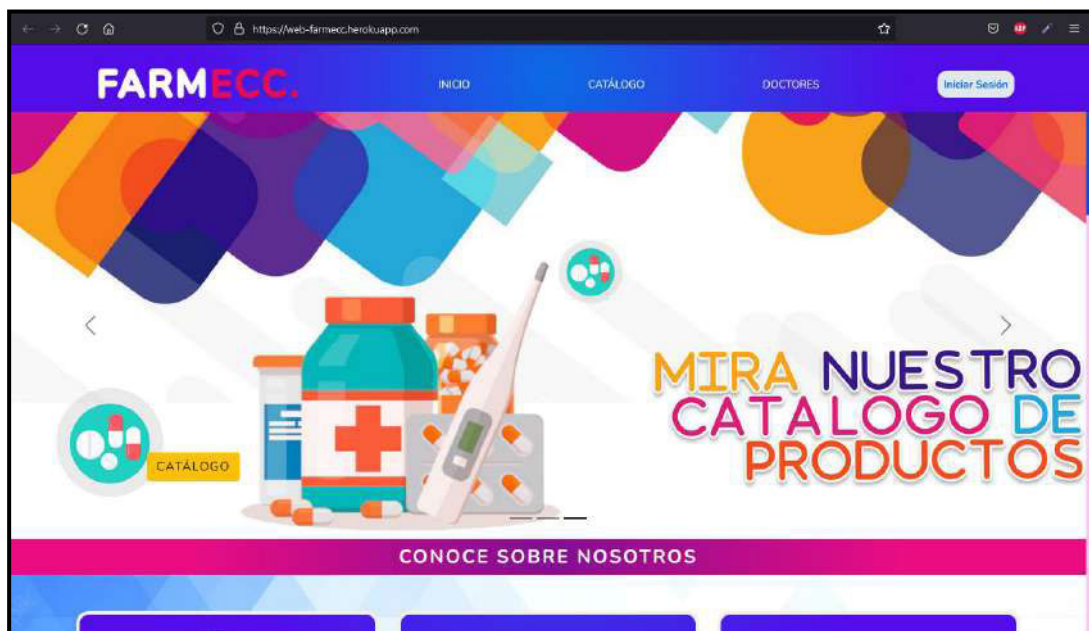 https://web-farmecc.herokuapp.com
ABP
FARMECC.
INICIO
CATÁLOGO
DOCTORES
Iniciar Sesión
MIRA NUESTRO
CATALOGO DE
PRODUCTOS
CATÁLOGO
CONOCE SOBRE NOSOTROS